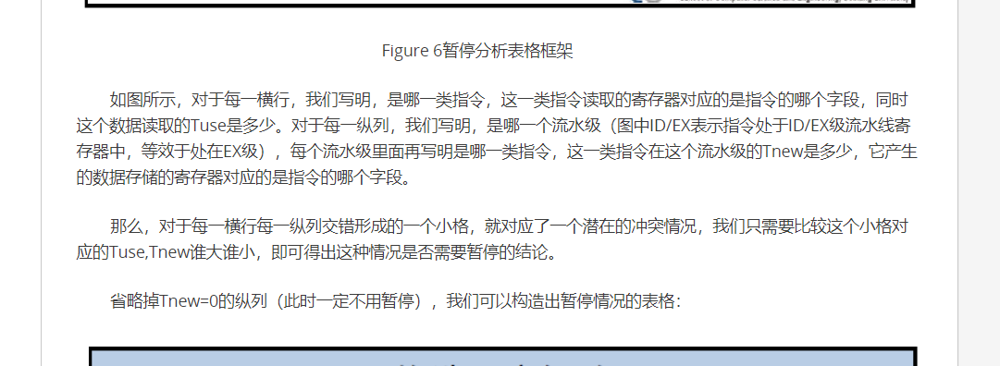 Figure 6暂停分析表格框架
如图所示，对于每一横行，我们写明，是哪一类指令，这一类指令读取的寄存器对应的是指令的哪个字段，同时
这个数据读取的Tuse是多少。对于每一纵列，我们写明，是哪一个流水级（图中ID/EX表示指令处于ID/EX级流水线寄
存器中，等效于处在EX级），每个流水级里面再写明是哪一类指令，这一类指令在这个流水级的Tnew是多少，它产生
的数据存储的寄存器对应的是指令的哪个字段。
那么，对于每一横行每一纵列交错形成的一个小格，就对应了一个潜在的冲突情况，我们只需要比较这个小格对
应的Tuse,Tnew谁大谁小，即可得出这种情况是否需要暂停的结论。
省略掉Tnew=0的纵列（此时一定不用暂停），我们可以构造出暂停情况的表格：